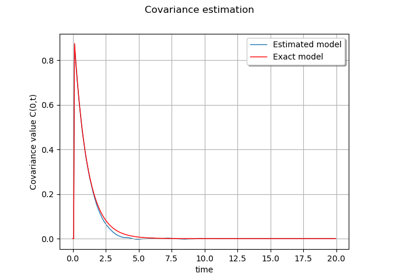 Covariance estimation
Estimated model
Exact model
0.8
0.6
0.4
0.2
0.0
Covariance value C(0,t)
0.0 2.5 5.0 7.5 10.0 12.5 15.0 17.5 20.0
time